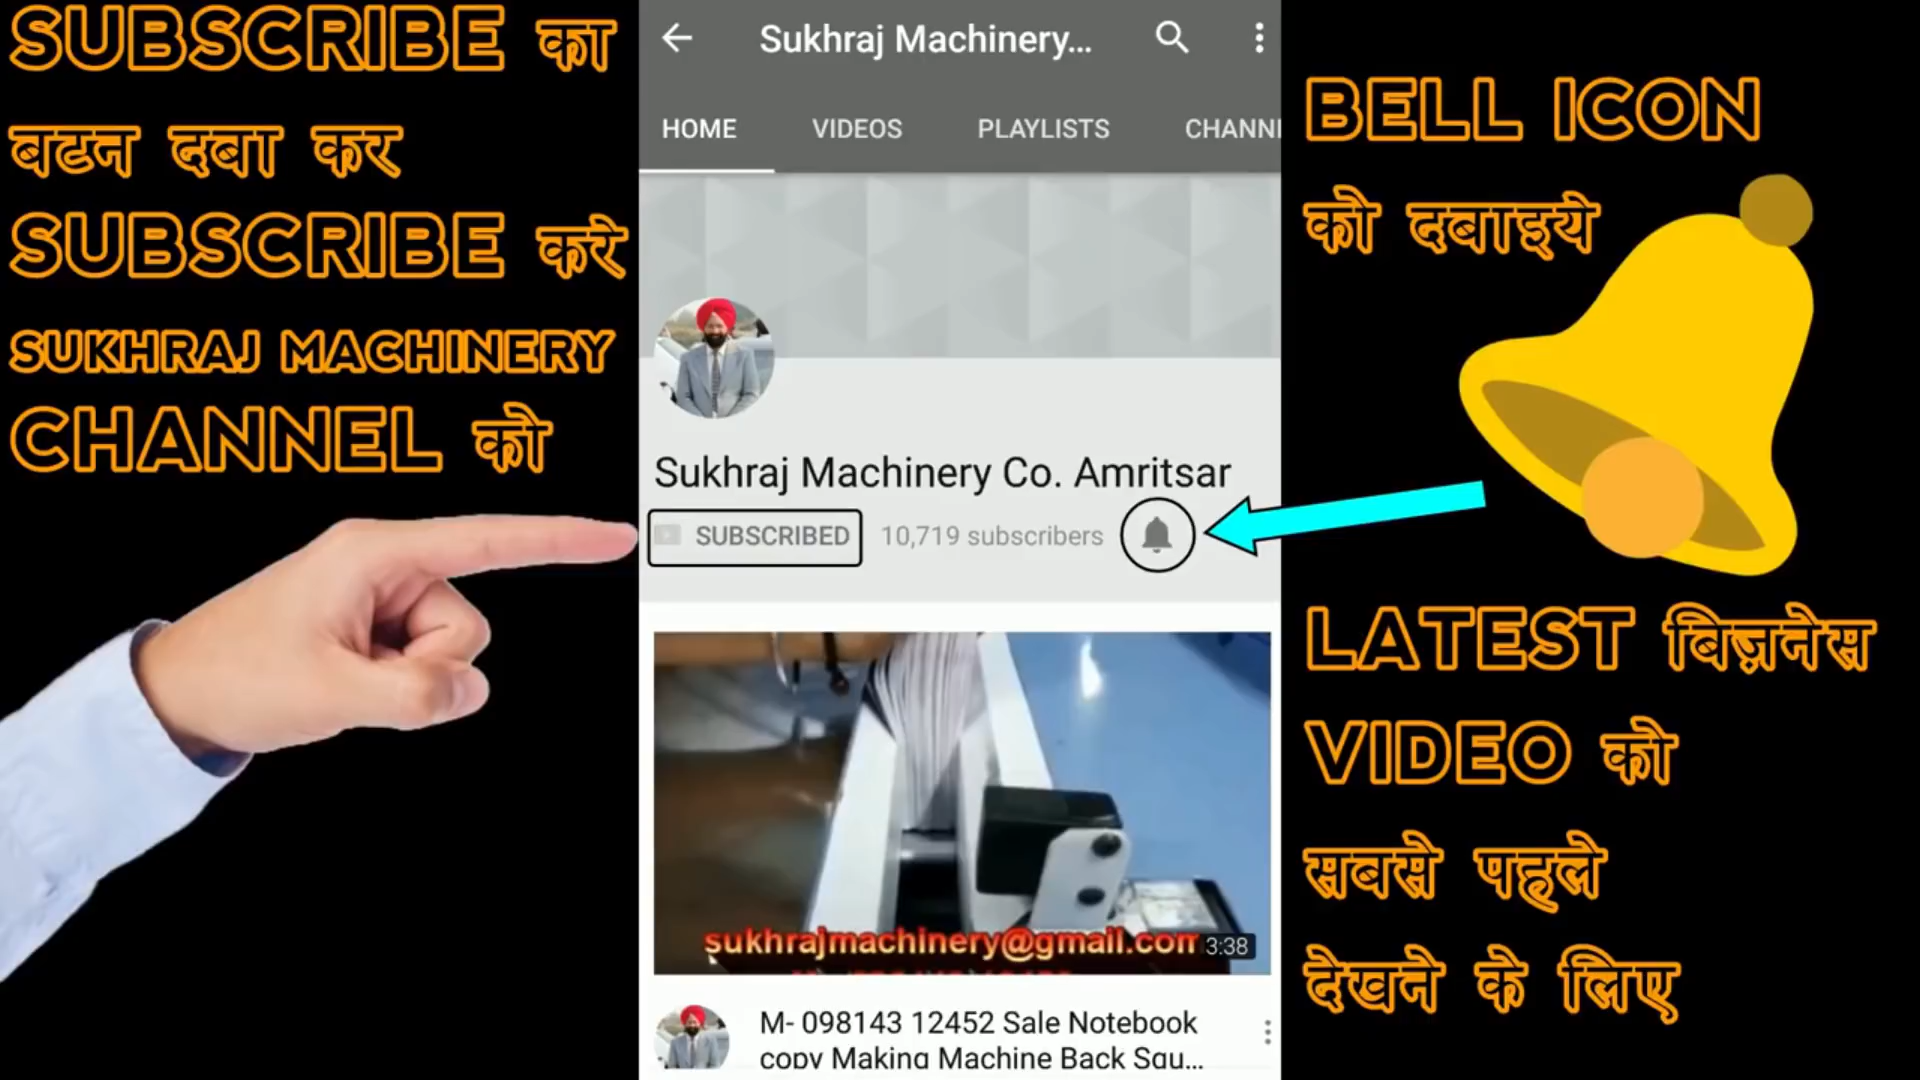 SUBSCRIBE का
बटन दबा कर
SUBSCRIBE करे
SUKHRAJ MACHINERY
CHANNEL को
Sukhraj Machinery...
HOME VIDEOS PLAYLISTS CHANNI
Sukhraj Machinery Co. Amritsar
SUBSCRIBED 10,719 subscribers
sukhrajmachinery@gmail.com 3:38
M- 098143 12452 Sale Notebook
copy Making Machine Back Squ...
BELL ICON
को दबाइये
LATEST बिज़नेस
VIDEO को
सबसे पहले
देखने के लिए